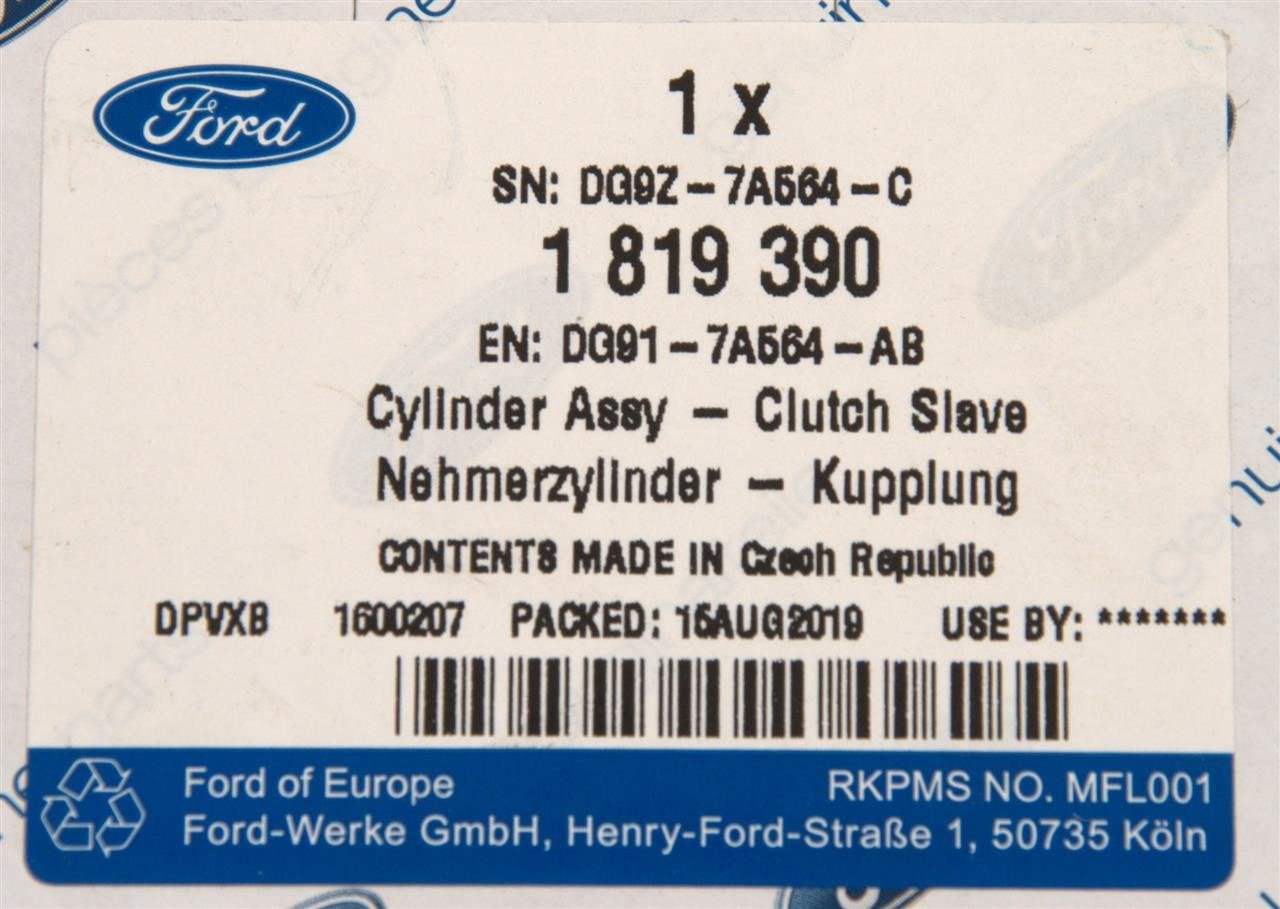 Ford
1 x
SN: DG9Z-7A564-C
1 819 390
EN: DG91-7A564-AB
Cylinder Assy - Clutch Slave
Nehmerzylinder - Kupplung
CONTENTS MADE IN Czech Republic
DPVXB 1600207 PACKED: 15AUG2019 USE BY: *******
Ford of Europe RKPMS NO. MFL001
Ford-Werke GmbH, Henry-Ford-Straße 1, 50735 Köln